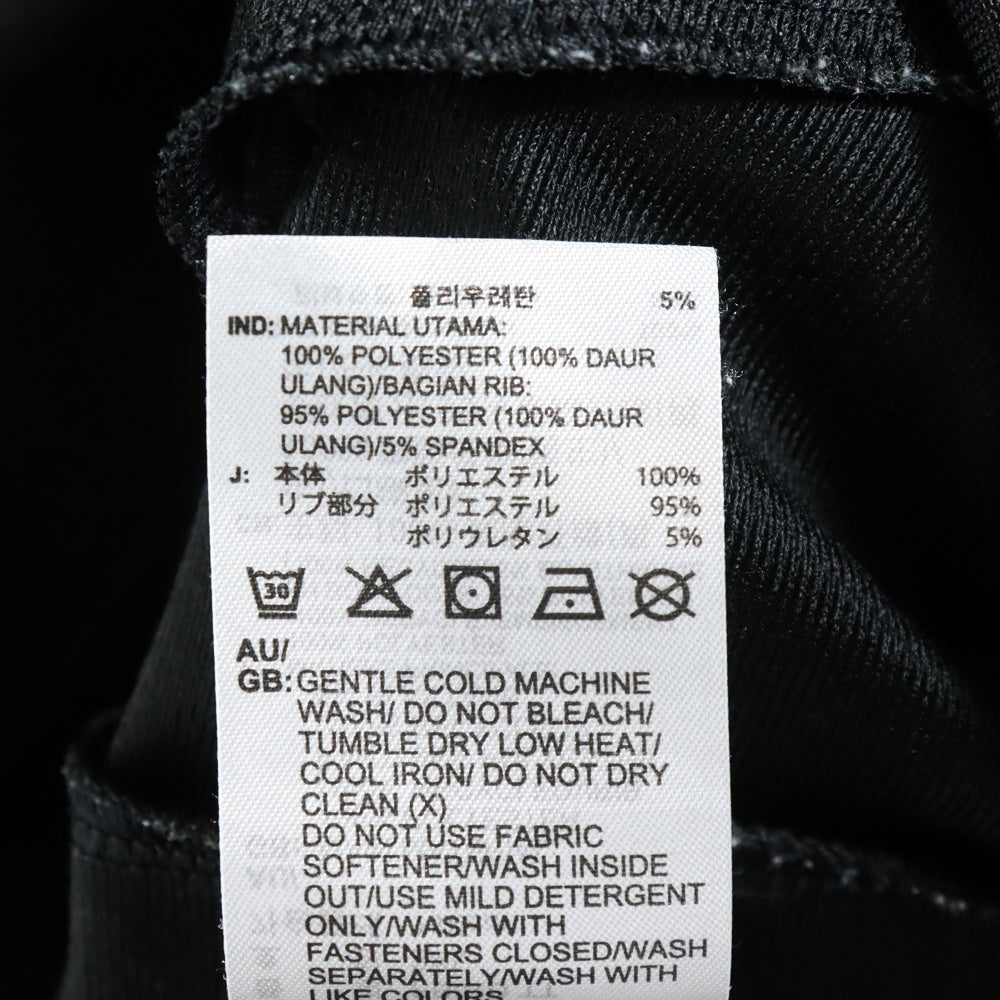 폴리우레탄 5%
IND: MATERIAL UTAMA:
100% POLYESTER (100% DAUR
ULANG)/BAGIAN RIB:
95% POLYESTER (100% DAUR
ULANG)/5% SPANDEX
J: 本体 ポリエステル 100%
リブ部分 ポリエステル 95%
ポリウレタン 5%
30
AU/
GB: GENTLE COLD MACHINE
WASH/ DO NOT BLEACH/
TUMBLE DRY LOW HEAT/
COOL IRON/ DO NOT DRY
CLEAN (X)
DO NOT USE FABRIC
SOFTENER/WASH INSIDE
OUT/USE MILD DETERGENT
ONLY/WASH WITH
FASTENERS CLOSED/WASH
SEPARATELY/WASH WITH
LIKE COLORS